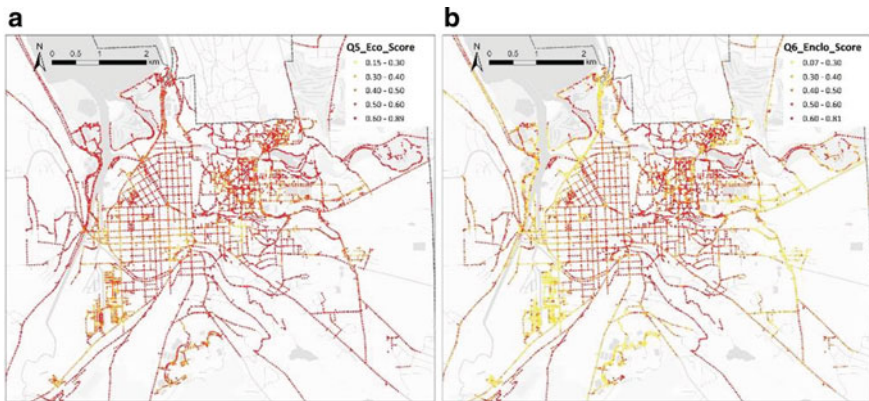 a
N
0 0.5 1 2
km
Q5_Eco_Score
0.15 - 0.30
0.30 - 0.40
0.40 - 0.50
0.50 - 0.60
0.60 - 0.89
b
N
0 0.5 1 2
km
Q6_Enclo_Score
0.07 - 0.30
0.30 - 0.40
0.40 - 0.50
0.50 - 0.60
0.60 - 0.81